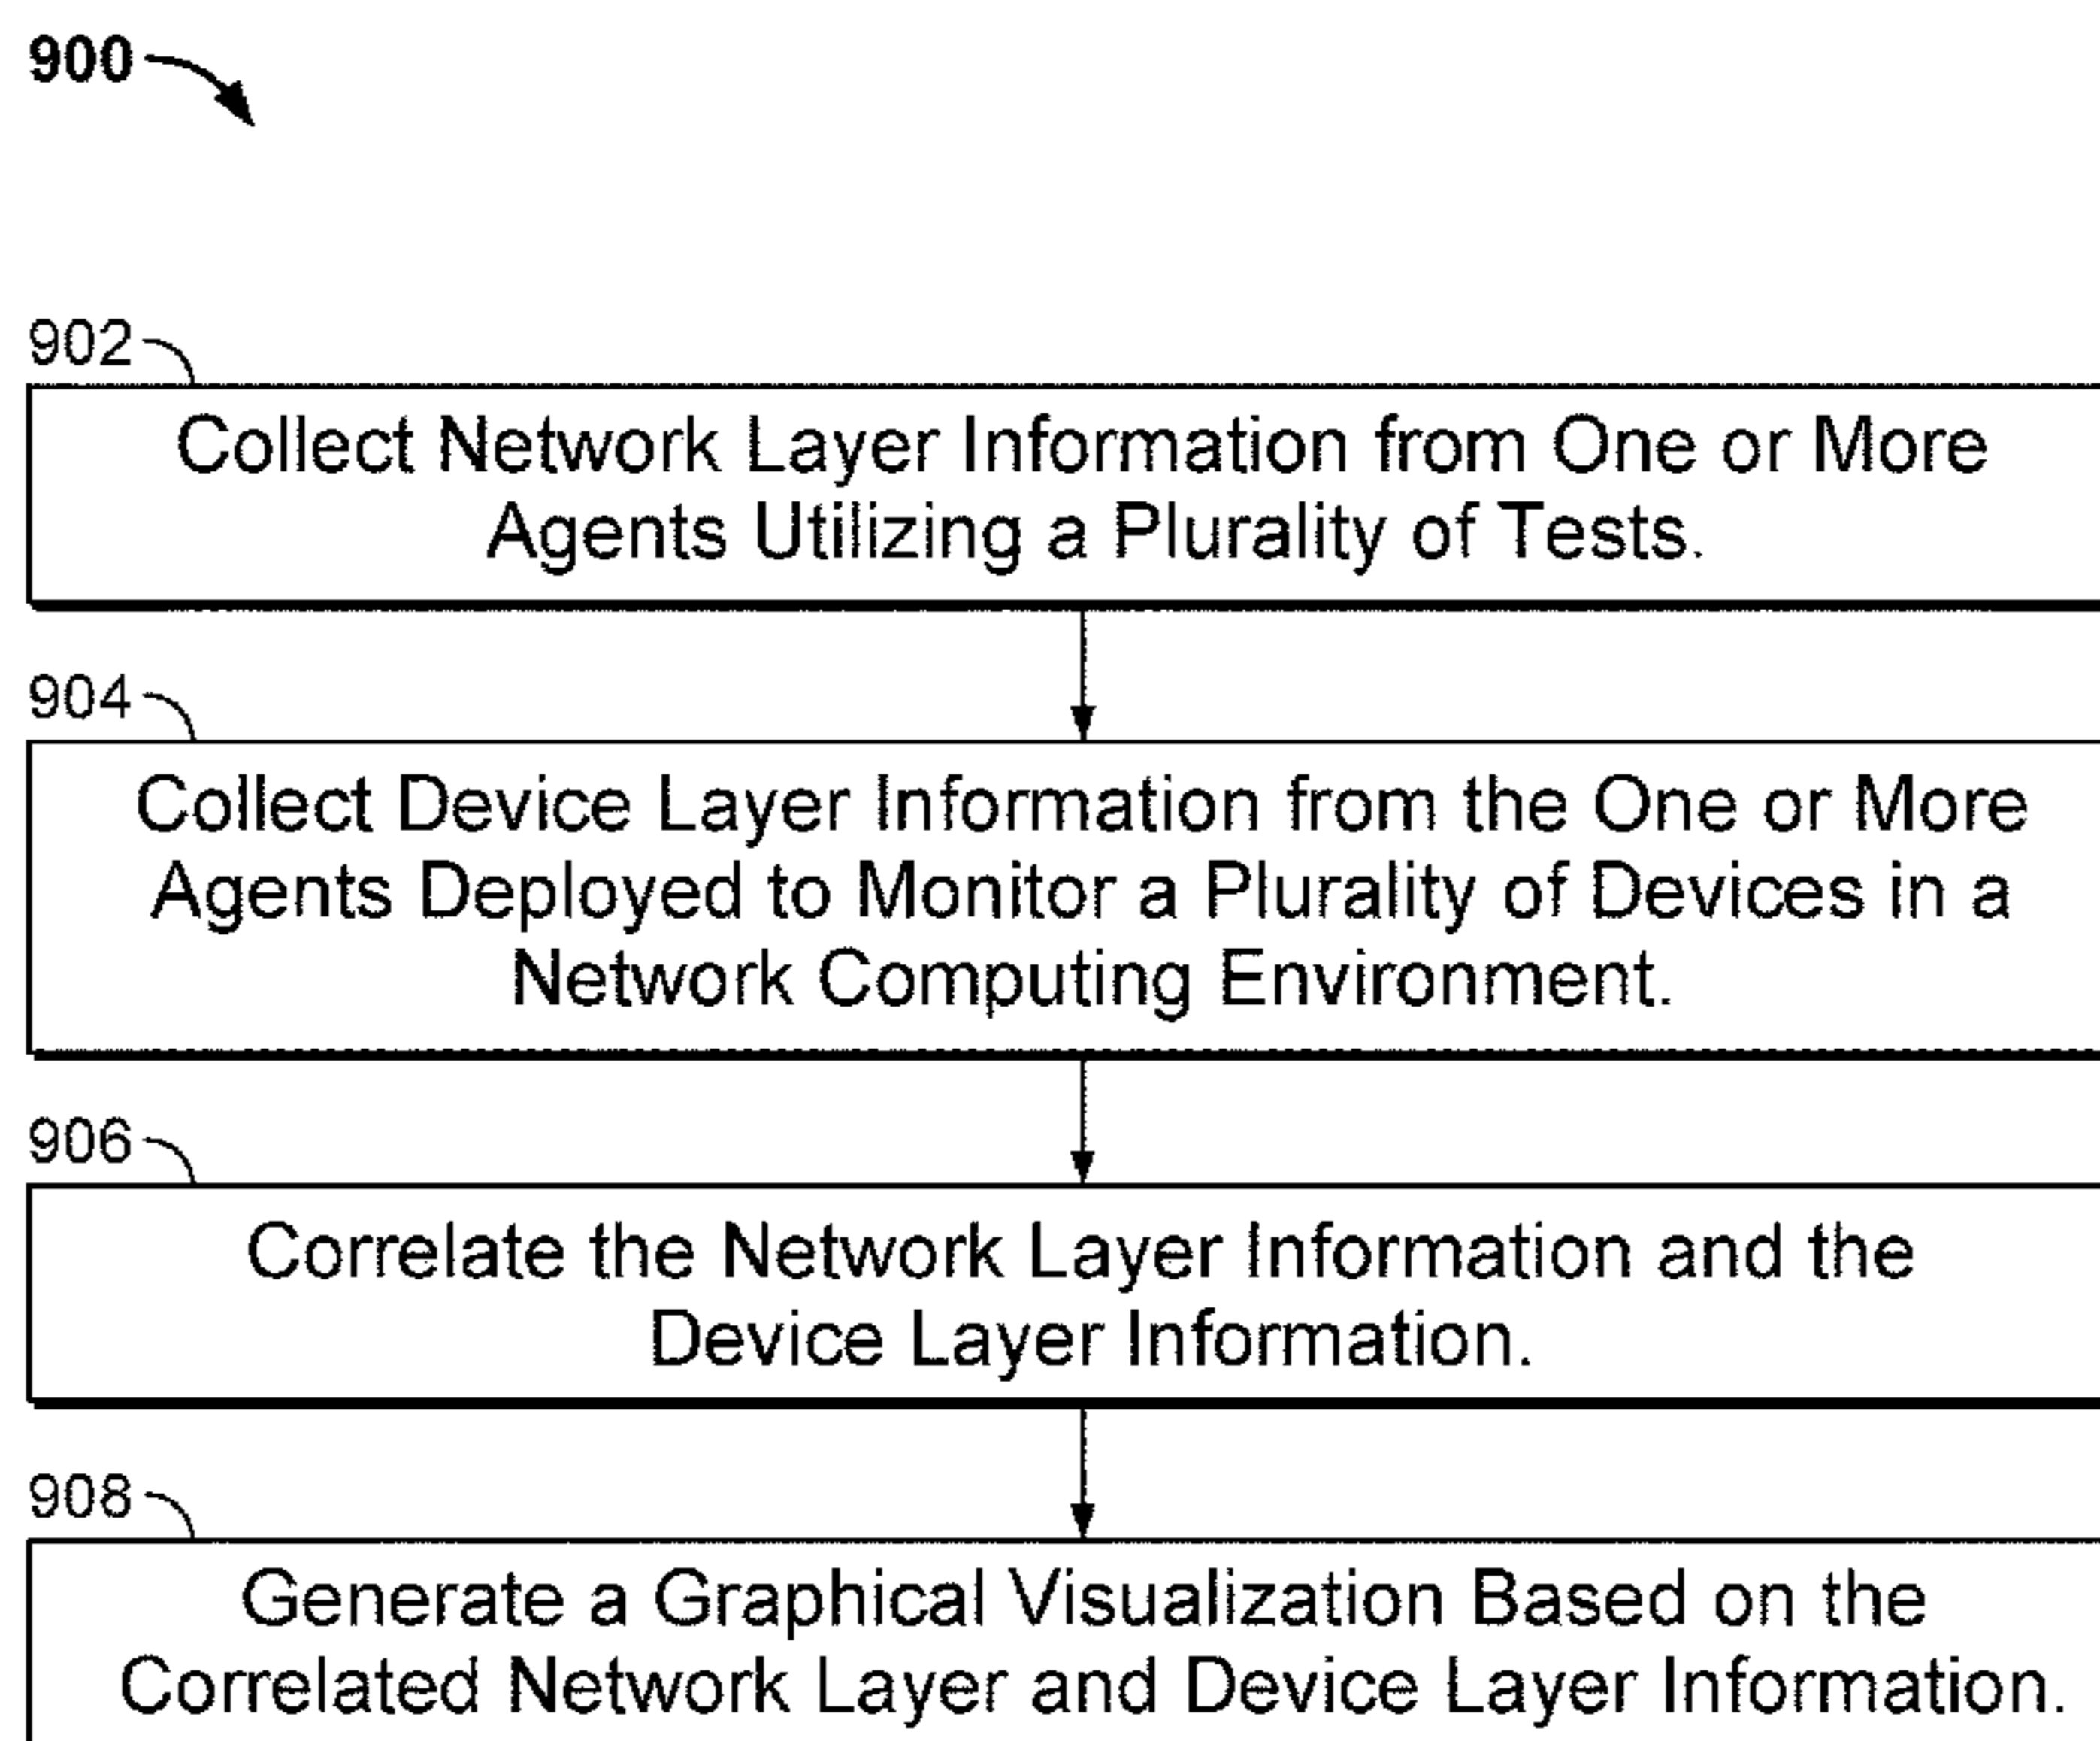 900
902
Collect Network Layer Information from One or More
Agents Utilizing a Plurality of Tests.
904
Collect Device Layer Information from the One or More
Agents Deployed to Monitor a Plurality of Devices in a
Network Computing Environment.
906
Correlate the Network Layer Information and the
Device Layer Information.
908
Generate a Graphical Visualization Based on the
Correlated Network Layer and Device Layer Information.